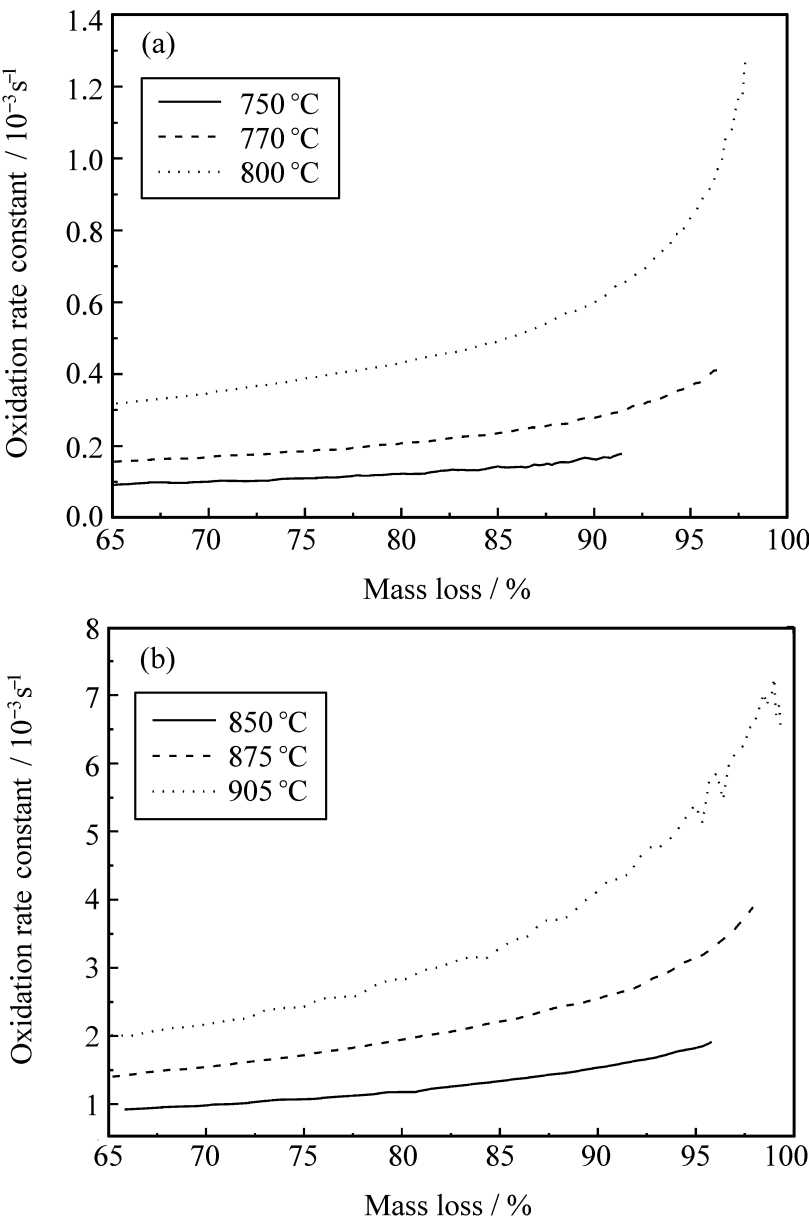 (a)
750 °C
770 °C
800 °C
Oxidation rate constant / 10⁻³s⁻¹
1.4
1.2
1.0
0.8
0.6
0.4
0.2
0.0
65 70 75 80 85 90 95 100
Mass loss / %
(b)
850 °C
875 °C
905 °C
Oxidation rate constant / 10⁻³s⁻¹
8
7
6
5
4
3
2
1
65 70 75 80 85 90 95 100
Mass loss / %